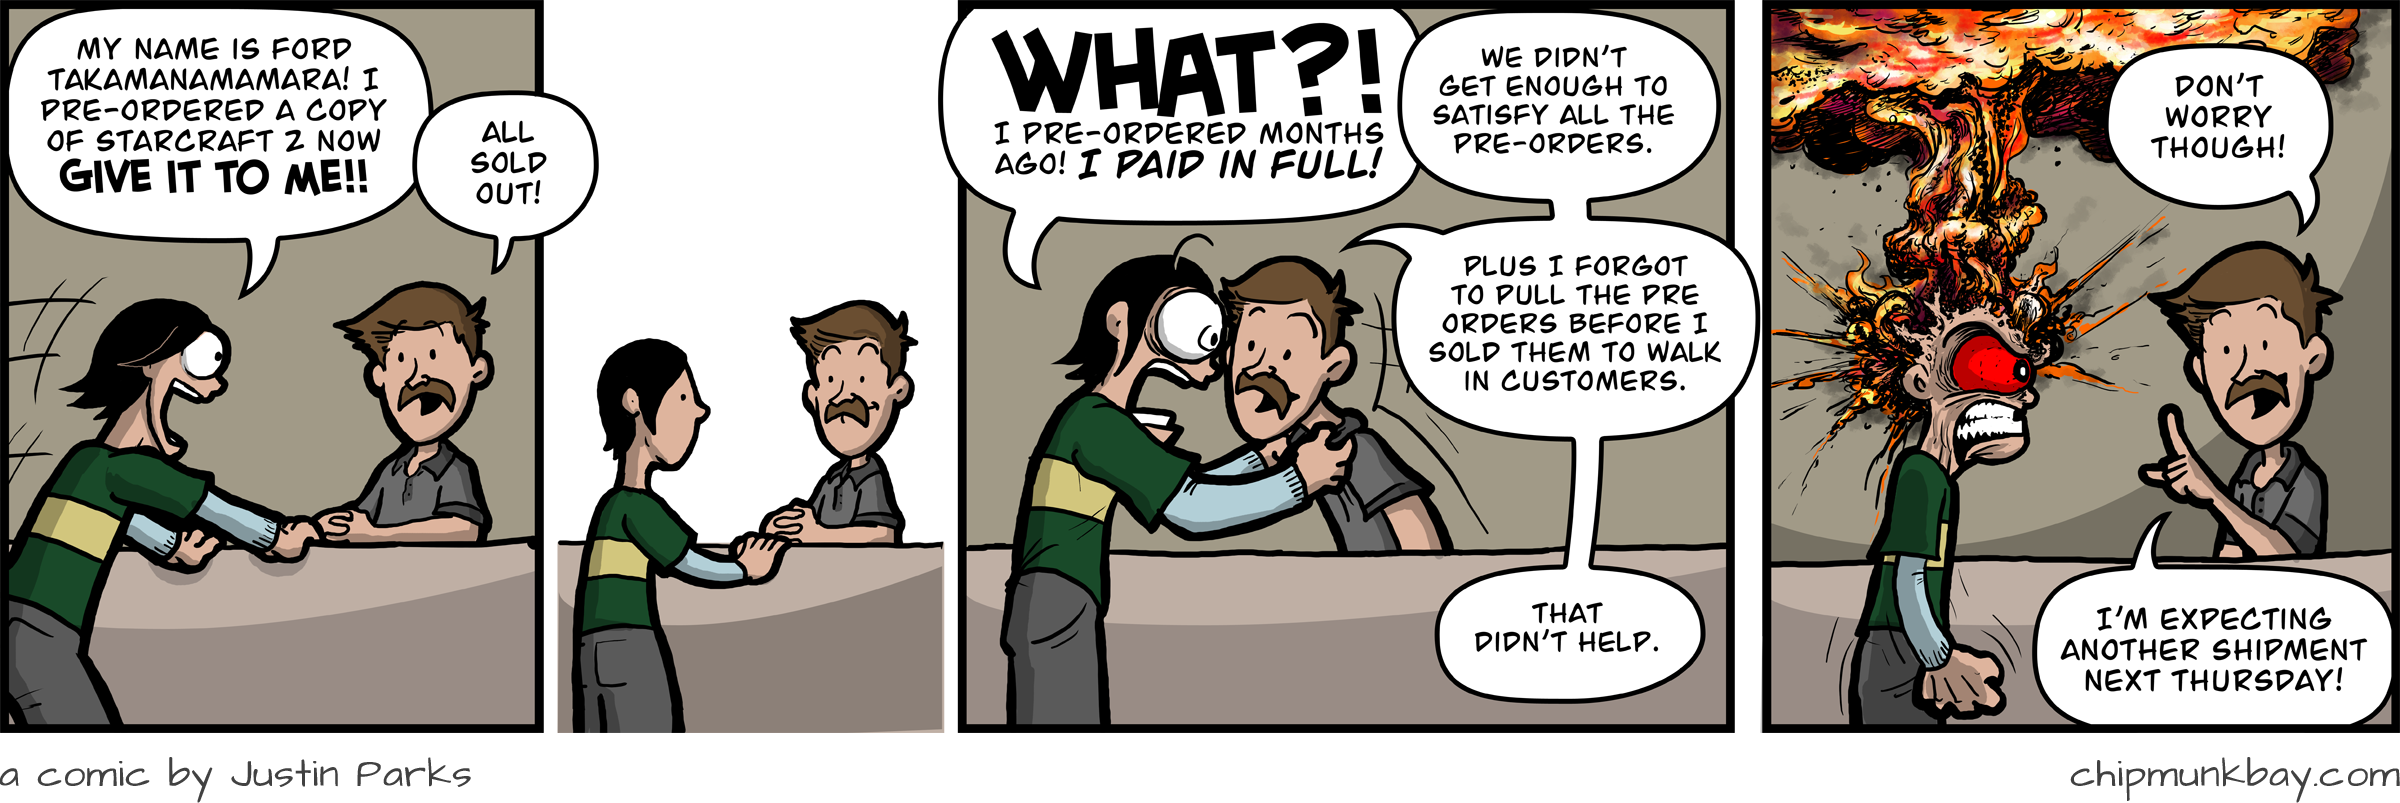 MY NAME IS FORD
TAKAMANAMAMARA! I
PRE-ORDERED A COPY
OF STARCRAFT 2 NOW
GIVE IT TO ME!!
ALL
SOLD
OUT!
WHAT?!
I PRE-ORDERED MONTHS
AGO! I PAID IN FULL!
WE DIDN'T
GET ENOUGH TO
SATISFY ALL THE
PRE-ORDERS.
PLUS I FORGOT
TO PULL THE PRE
ORDERS BEFORE I
SOLD THEM TO WALK
IN CUSTOMERS.
THAT
DIDN'T HELP.
DON'T
WORRY
THOUGH!
I'M EXPECTING
ANOTHER SHIPMENT
NEXT THURSDAY!
a comic by Justin Parks
chipmunkbay.com